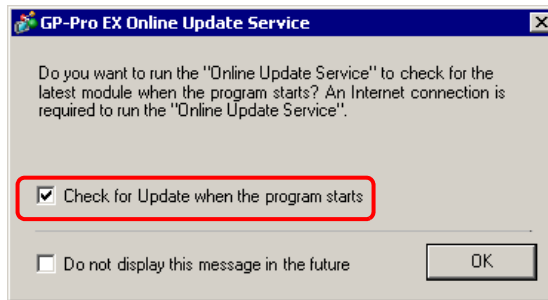 GP-Pro EX Online Update Service
Do you want to run the "Online Update Service" to check for the
latest module when the program starts? An Internet connection is
required to run the "Online Update Service".
Check for Update when the program starts
Do not display this message in the future
OK